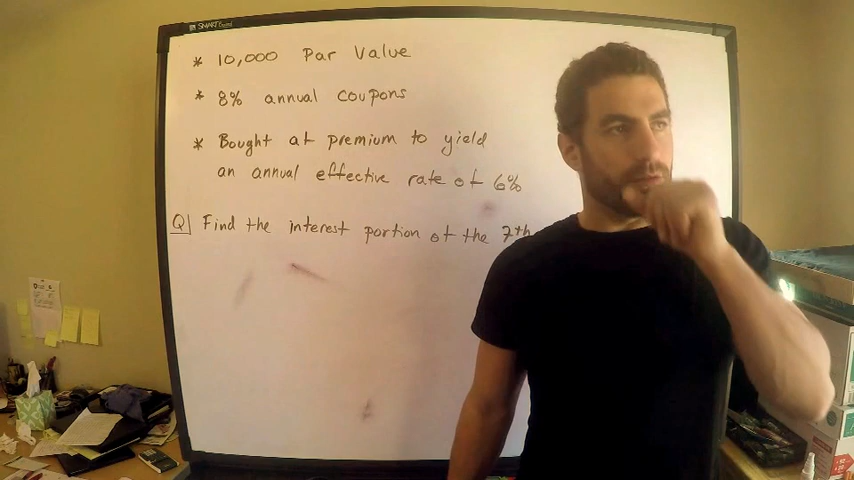 SMART
* 10,000 Par Value
* 8% annual coupons
* Bought at premium to yield
an annual effective rate of 6%
Q| Find the interest portion of the 7th